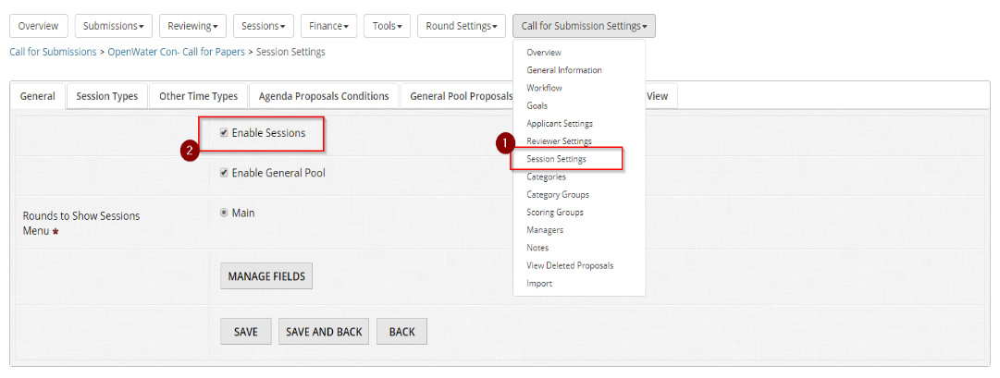 Overview Submissions Reviewing Sessions Finance Tools Round Settings Call for Submission Settings
Call for Submissions > OpenWater Con- Call for Papers > Session Settings
General Session Types Other Time Types Agenda Proposals Conditions General Pool Proposals View
2 Enable Sessions
Enable General Pool
Rounds to Show Sessions
Menu *
Main
MANAGE FIELDS
SAVE SAVE AND BACK BACK
Overview
General Information
Workflow
Goals
Applicant Settings
Reviewer Settings
1 Session Settings
Categories
Category Groups
Scoring Groups
Managers
Notes
View Deleted Proposals
Import